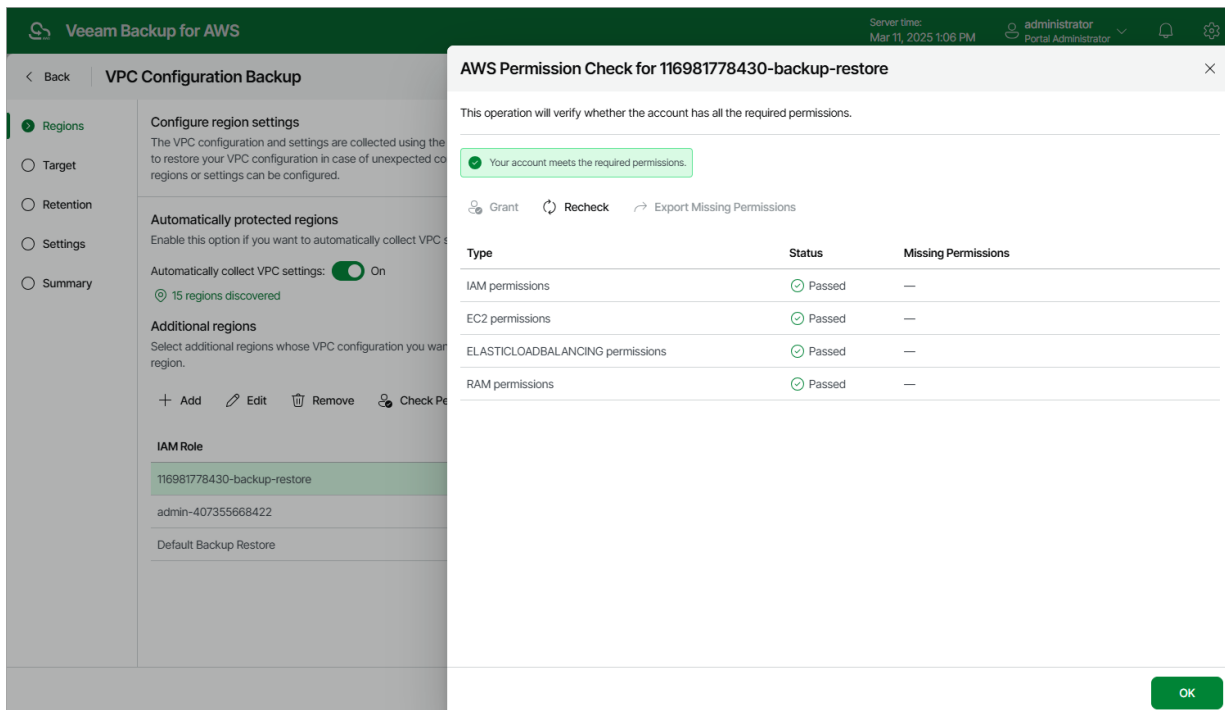 Veeam Backup for AWS
Server time:
Mar 11, 2025 1:06 PM
administrator
Portal Administrator
Back
VPC Configuration Backup
Regions
Target
Retention
Settings
Summary
Configure region settings
The VPC configuration and settings are collected using the
to restore your VPC configuration in case of unexpected co
regions or settings can be configured.
Automatically protected regions
Enable this option if you want to automatically collect VPC s
Automatically collect VPC settings: On
15 regions discovered
Additional regions
Select additional regions whose VPC configuration you wan
region.
Add Edit Remove Check Pe
IAM Role
116981778430-backup-restore
admin-407355668422
Default Backup Restore
AWS Permission Check for 116981778430-backup-restore
This operation will verify whether the account has all the required permissions.
Your account meets the required permissions.
Grant Recheck Export Missing Permissions
Type Status Missing Permissions
IAM permissions Passed —
EC2 permissions Passed —
ELASTICLOADBALANCING permissions Passed —
RAM permissions Passed —
OK